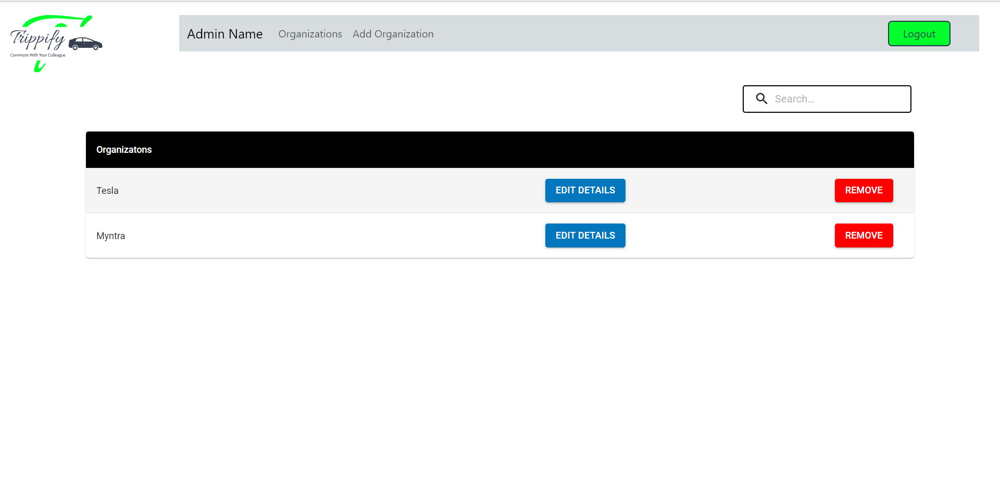 Trippify
Commute With Your Colleague
Admin Name Organizations Add Organization Logout
Search...
Organizatons
Tesla EDIT DETAILS REMOVE
Myntra EDIT DETAILS REMOVE